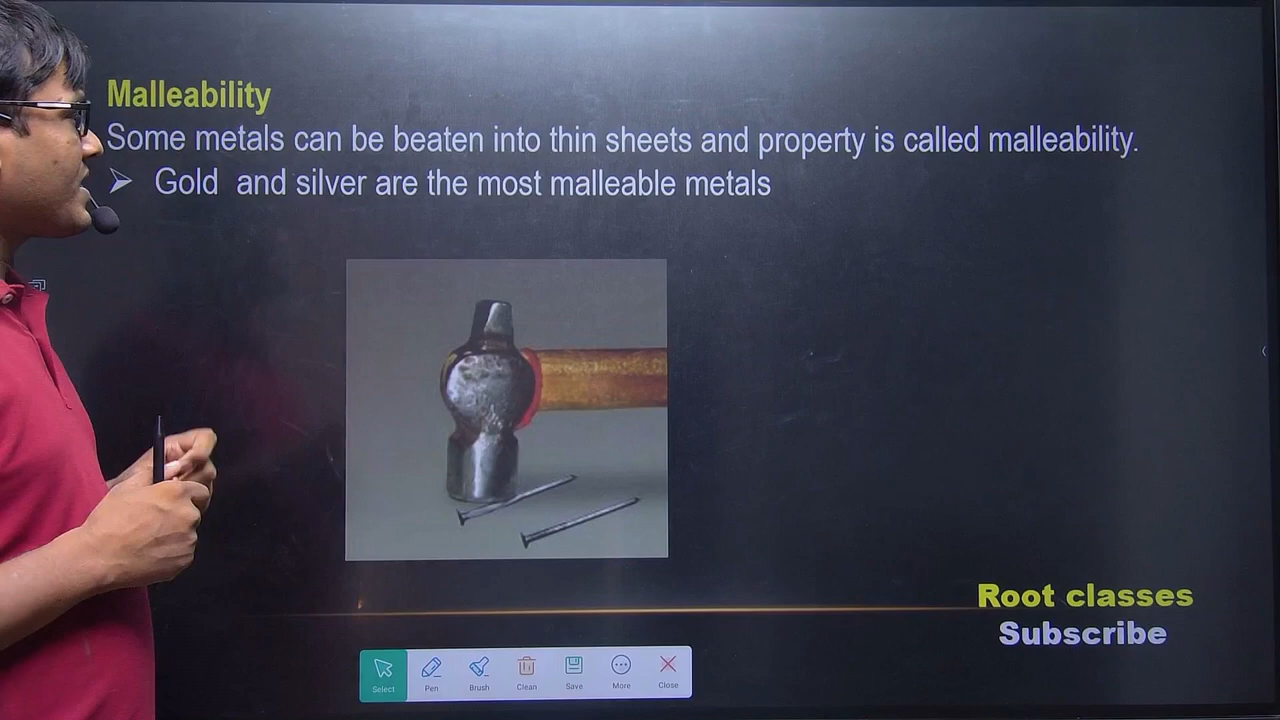 Malleability
Some metals can be beaten into thin sheets and property is called malleability.
➢ Gold and silver are the most malleable metals
Root classes
Subscribe
Select Pen Brush Clean Save More Close